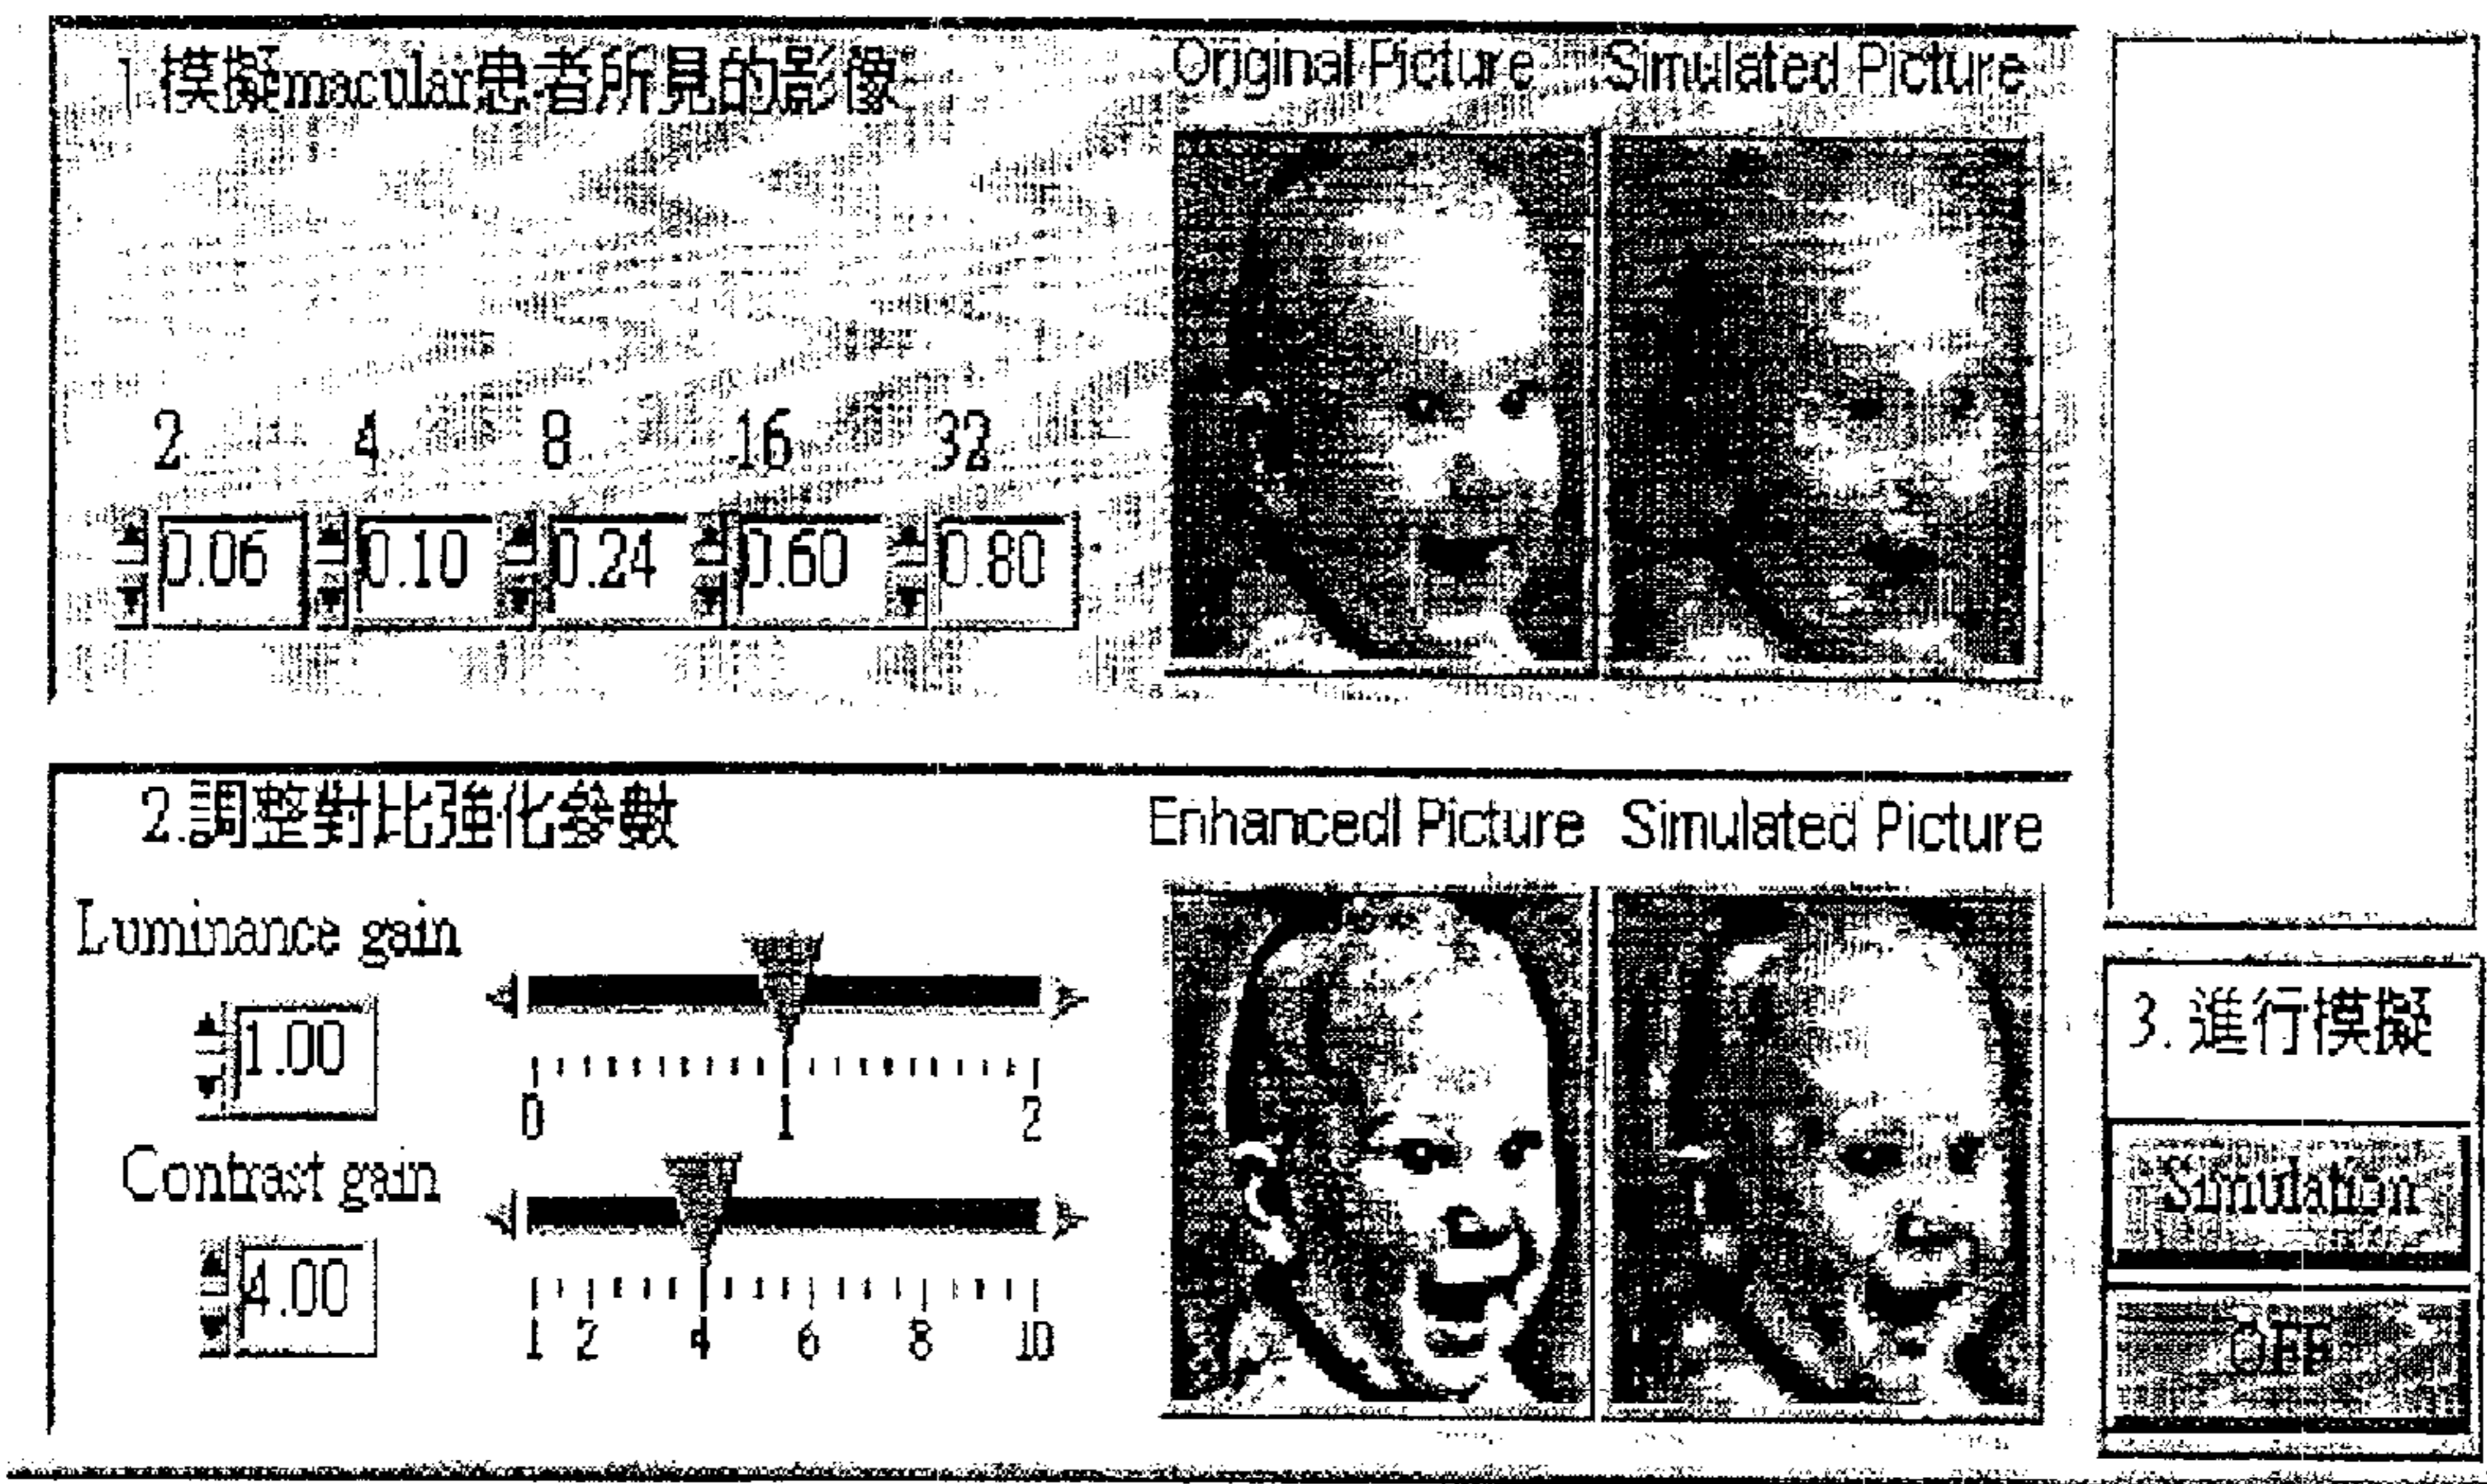 1.模擬macular患者所見的影像
Original Picture
Simulated Picture
2 4 8 16 32
0.06 0.10 0.24 0.60 0.80
2.調整對比強化參數
Enhancedl Picture
Simulated Picture
Luminance gain
1.00
0 1 2
Contrast gain
4.00
1 2 4 6 8 10
3. 進行模擬
Simulation
OFF